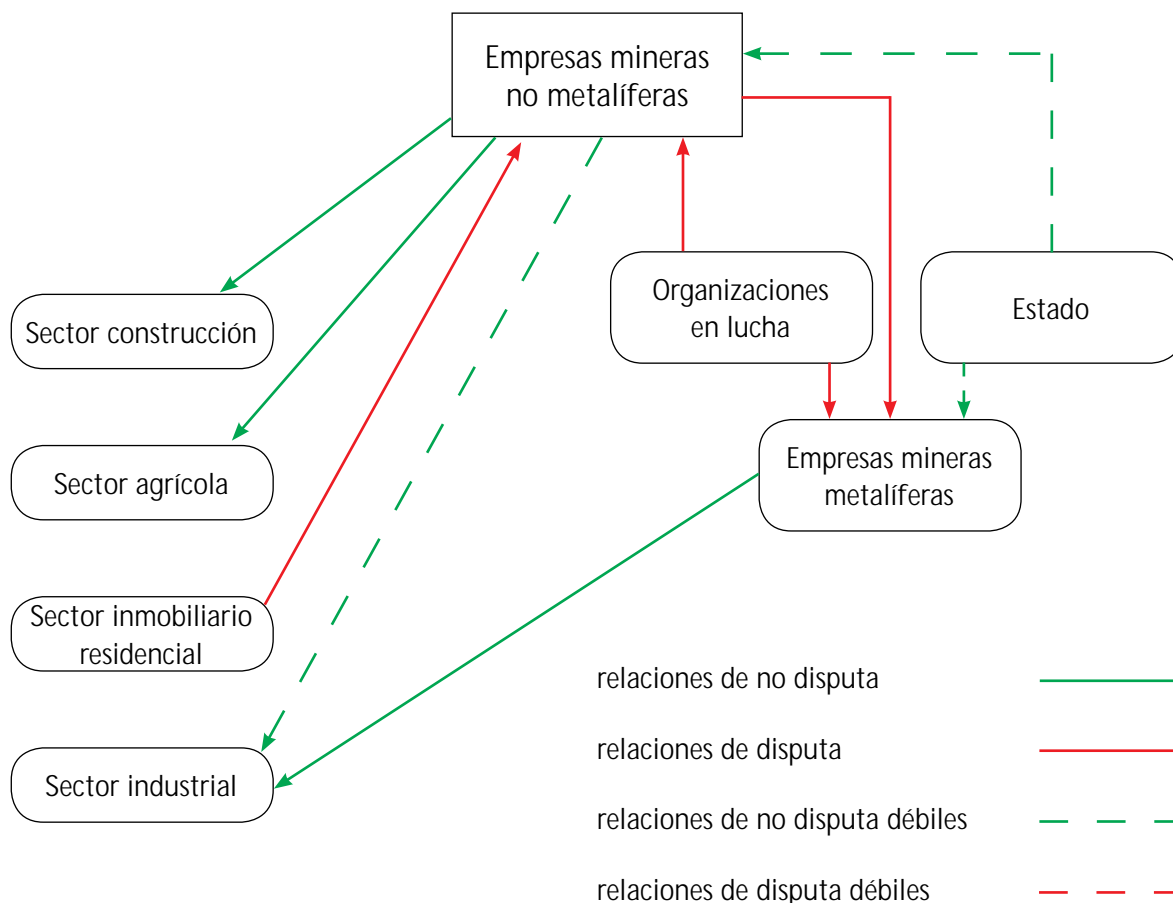 Empresas mineras
no metalíferas
Organizaciones
en lucha
Estado
Sector construcción
Empresas mineras
metalíferas
Sector agrícola
Sector inmobiliario
residencial
Sector industrial
relaciones de no disputa
relaciones de disputa
relaciones de no disputa débiles
relaciones de disputa débiles